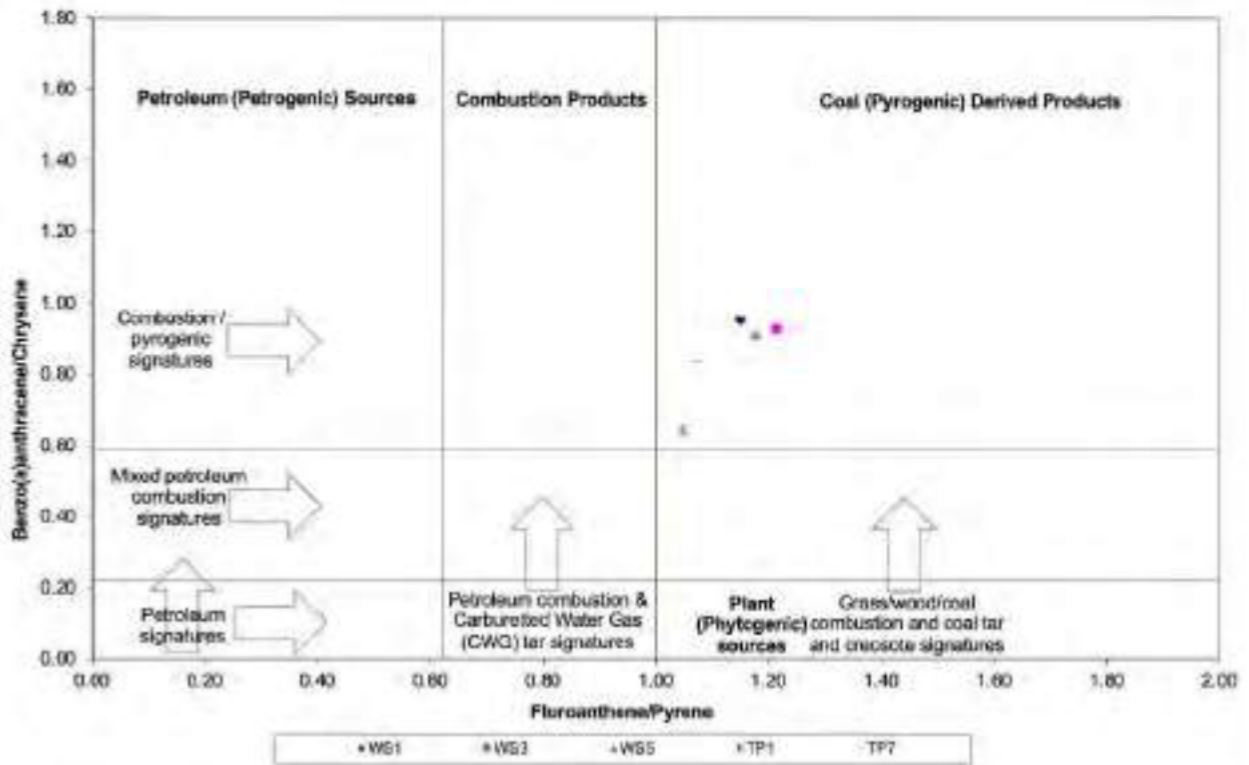 1.80
Petroleum (Petrogenic) Sources
Combustion Products
Coal (Pyrogenic) Derived Products
1.60
1.40
1.20
1.00
0.80
0.60
0.40
0.20
0.00
Benzo(a)anthracene/Chrysene
Combustion /
pyrogenic
signatures
Mixed petroleum
combustion
signatures
Petroleum
signatures
Petroleum combustion &
Carburetted Water Gas
(CWG) tar signatures
Plant
(Phytogenic)
sources
Grass/wood/coal
combustion and coal tar
and creosote signatures
0.00 0.20 0.40 0.60 0.80 1.00 1.20 1.40 1.60 1.80 2.00
Fluroanthene/Pyrene
WS1 WS3 WS5 TP1 TP7